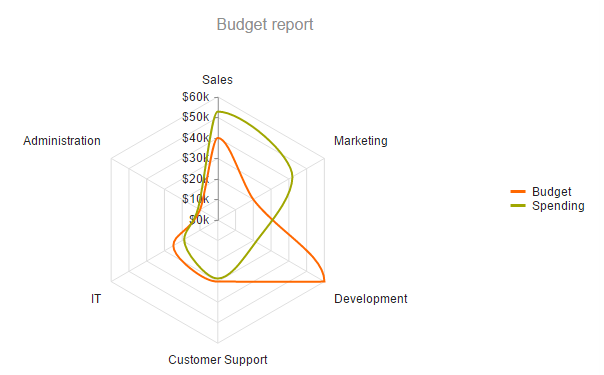 Budget report
Sales
$60k
$50k
$40k
$30k
$20k
$10k
$0k
Administration
Marketing
Budget
Spending
IT
Development
Customer Support